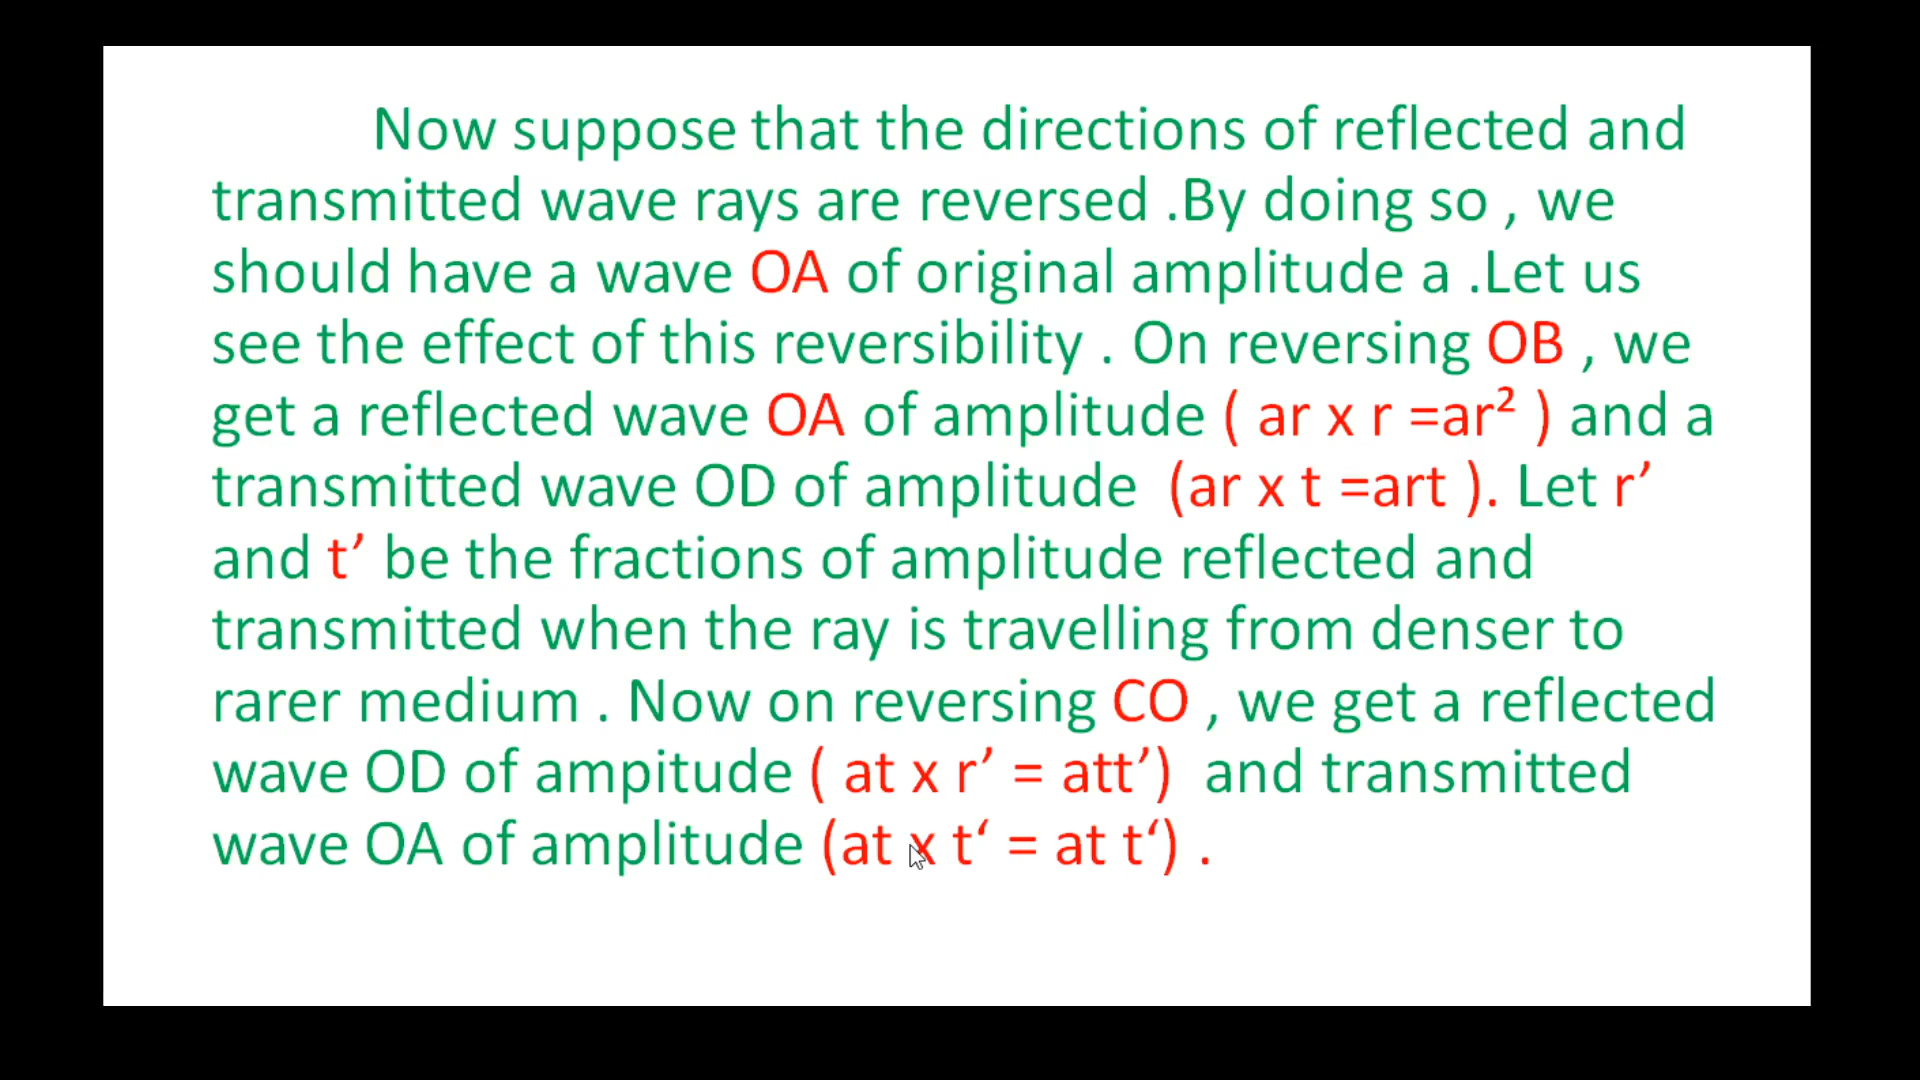 Now suppose that the directions of reflected and
transmitted wave rays are reversed .By doing so , we
should have a wave OA of original amplitude a .Let us
see the effect of this reversibility . On reversing OB , we
get a reflected wave OA of amplitude ( ar x r =ar² ) and a
transmitted wave OD of amplitude (ar x t =art ). Let r’
and t’ be the fractions of amplitude reflected and
transmitted when the ray is travelling from denser to
rarer medium . Now on reversing CO , we get a reflected
wave OD of ampitude ( at x r’ = att’) and transmitted
wave OA of amplitude (at x t‘ = at t‘) .